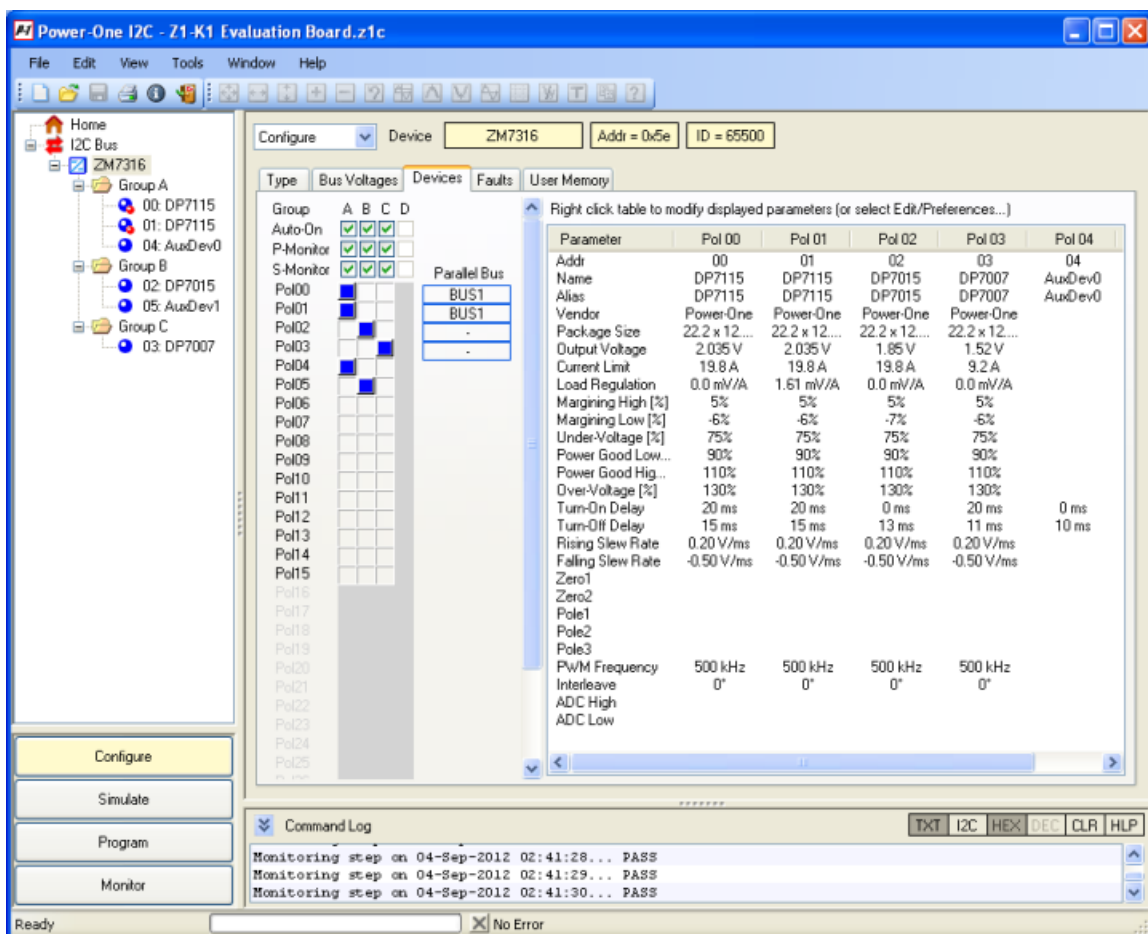 Power-One I2C - Z1-K1 Evaluation Board.z1c
File Edit View Tools Window Help
Home
I2C Bus
ZM7316
Group A
00: DP7115
01: DP7115
04: AuxDev0
Group B
02: DP7015
05: AuxDev1
Group C
03: DP7007
Configure
Simulate
Program
Monitor
Configure Device ZM7316 Addr = 0x5e ID = 65500
Type Bus Voltages Devices Faults User Memory
Group A B C D
Auto-On
P-Monitor
S-Monitor
Parallel Bus
Pol00 BUS1
Pol01 BUS1
Pol02 -
Pol03 -
Pol04
Pol05
Pol06
Pol07
Pol08
Pol09
Pol10
Pol11
Pol12
Pol13
Pol14
Pol15
Pol16
Pol17
Pol18
Pol19
Pol20
Pol21
Pol22
Pol23
Pol24
Pol25
Right click table to modify displayed parameters (or select Edit/Preferences...)
Parameter Pol 00 Pol 01 Pol 02 Pol 03 Pol 04
Addr 00 01 02 03 04
Name DP7115 DP7115 DP7015 DP7007 AuxDev0
Alias DP7115 DP7115 DP7015 DP7007 AuxDev0
Vendor Power-One Power-One Power-One Power-One
Package Size 22.2 x 12.... 22.2 x 12.... 22.2 x 12.... 22.2 x 12....
Output Voltage 2.035 V 2.035 V 1.85 V 1.52 V
Current Limit 19.8 A 19.8 A 19.8 A 9.2 A
Load Regulation 0.0 mV/A 1.61 mV/A 0.0 mV/A 0.0 mV/A
Margining High [%] 5% 5% 5% 5%
Margining Low [%] -6% -6% -7% -6%
Under-Voltage [%] 75% 75% 75% 75%
Power Good Low... 90% 90% 90% 90%
Power Good Hig... 110% 110% 110% 110%
Over-Voltage [%] 130% 130% 130% 130%
Turn-On Delay 20 ms 20 ms 0 ms 20 ms 0 ms
Turn-Off Delay 15 ms 15 ms 13 ms 11 ms 10 ms
Rising Slew Rate 0.20 V/ms 0.20 V/ms 0.20 V/ms 0.20 V/ms
Falling Slew Rate -0.50 V/ms -0.50 V/ms -0.50 V/ms -0.50 V/ms
Zero1
Zero2
Pole1
Pole2
Pole3
PWM Frequency 500 kHz 500 kHz 500 kHz 500 kHz
Interleave 0° 0° 0° 0°
ADC High
ADC Low
Command Log TXT I2C HEX DEC CLR HLP
Monitoring step on 04-Sep-2012 02:41:28... PASS
Monitoring step on 04-Sep-2012 02:41:29... PASS
Monitoring step on 04-Sep-2012 02:41:30... PASS
Ready No Error